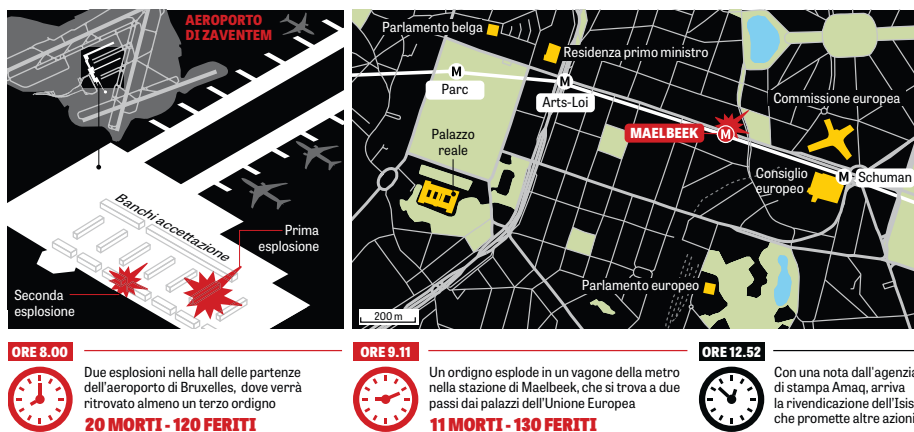 AEROPORTO
DI ZAVENTEM
Banchi accettazione
Prima
esplosione
Seconda
esplosione
Parlamento belga
Residenza primo ministro
M
Parc
M
Arts-Loi
Palazzo
reale
MAELBEEK
M
Commissione europea
Consiglio
europeo
M
Schuman
Parlamento europeo
200 m
ORE 8.00
Due esplosioni nella hall delle partenze
dell'aeroporto di Bruxelles, dove verrà
ritrovato almeno un terzo ordigno
20 MORTI - 120 FERITI
ORE 9.11
Un ordigno esplode in un vagone della metro
nella stazione di Maelbeek, che si trova a due
passi dai palazzi dell'Unione Europea
11 MORTI - 130 FERITI
ORE 12.52
Con una nota dall'agenzia
di stampa Amaq, arriva
la rivendicazione dell'Isis
che promette altre azioni